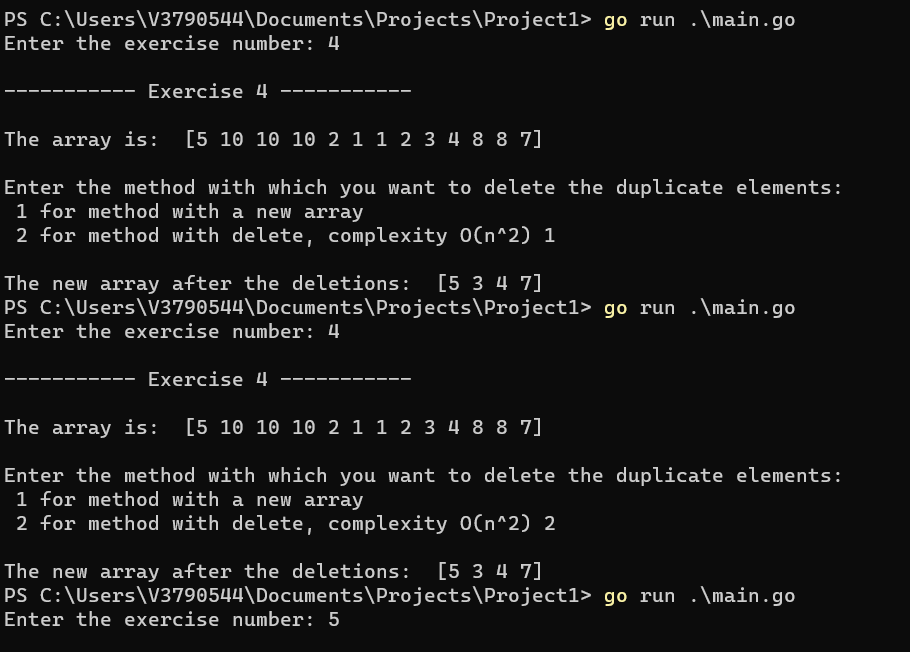 PS C:\Users\V3790544\Documents\Projects\Project1> go run .\main.go
Enter the exercise number: 4
----------- Exercise 4 -----------
The array is:  [5 10 10 10 2 1 1 2 3 4 8 8 7]
Enter the method with which you want to delete the duplicate elements:
 1 for method with a new array
 2 for method with delete, complexity O(n^2) 1
The new array after the deletions:  [5 3 4 7]
PS C:\Users\V3790544\Documents\Projects\Project1> go run .\main.go
Enter the exercise number: 4
----------- Exercise 4 -----------
The array is:  [5 10 10 10 2 1 1 2 3 4 8 8 7]
Enter the method with which you want to delete the duplicate elements:
 1 for method with a new array
 2 for method with delete, complexity O(n^2) 2
The new array after the deletions:  [5 3 4 7]
PS C:\Users\V3790544\Documents\Projects\Project1> go run .\main.go
Enter the exercise number: 5